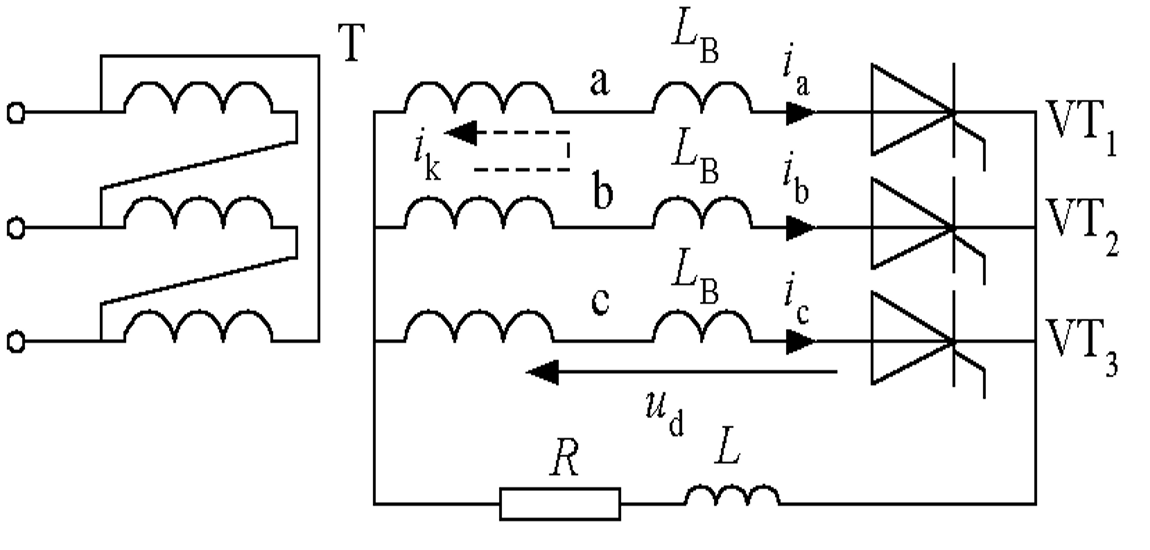 T
L_B
a
i_a
VT_1
i_k
L_B
b
i_b
VT_2
L_B
c
i_c
VT_3
u_d
R
L